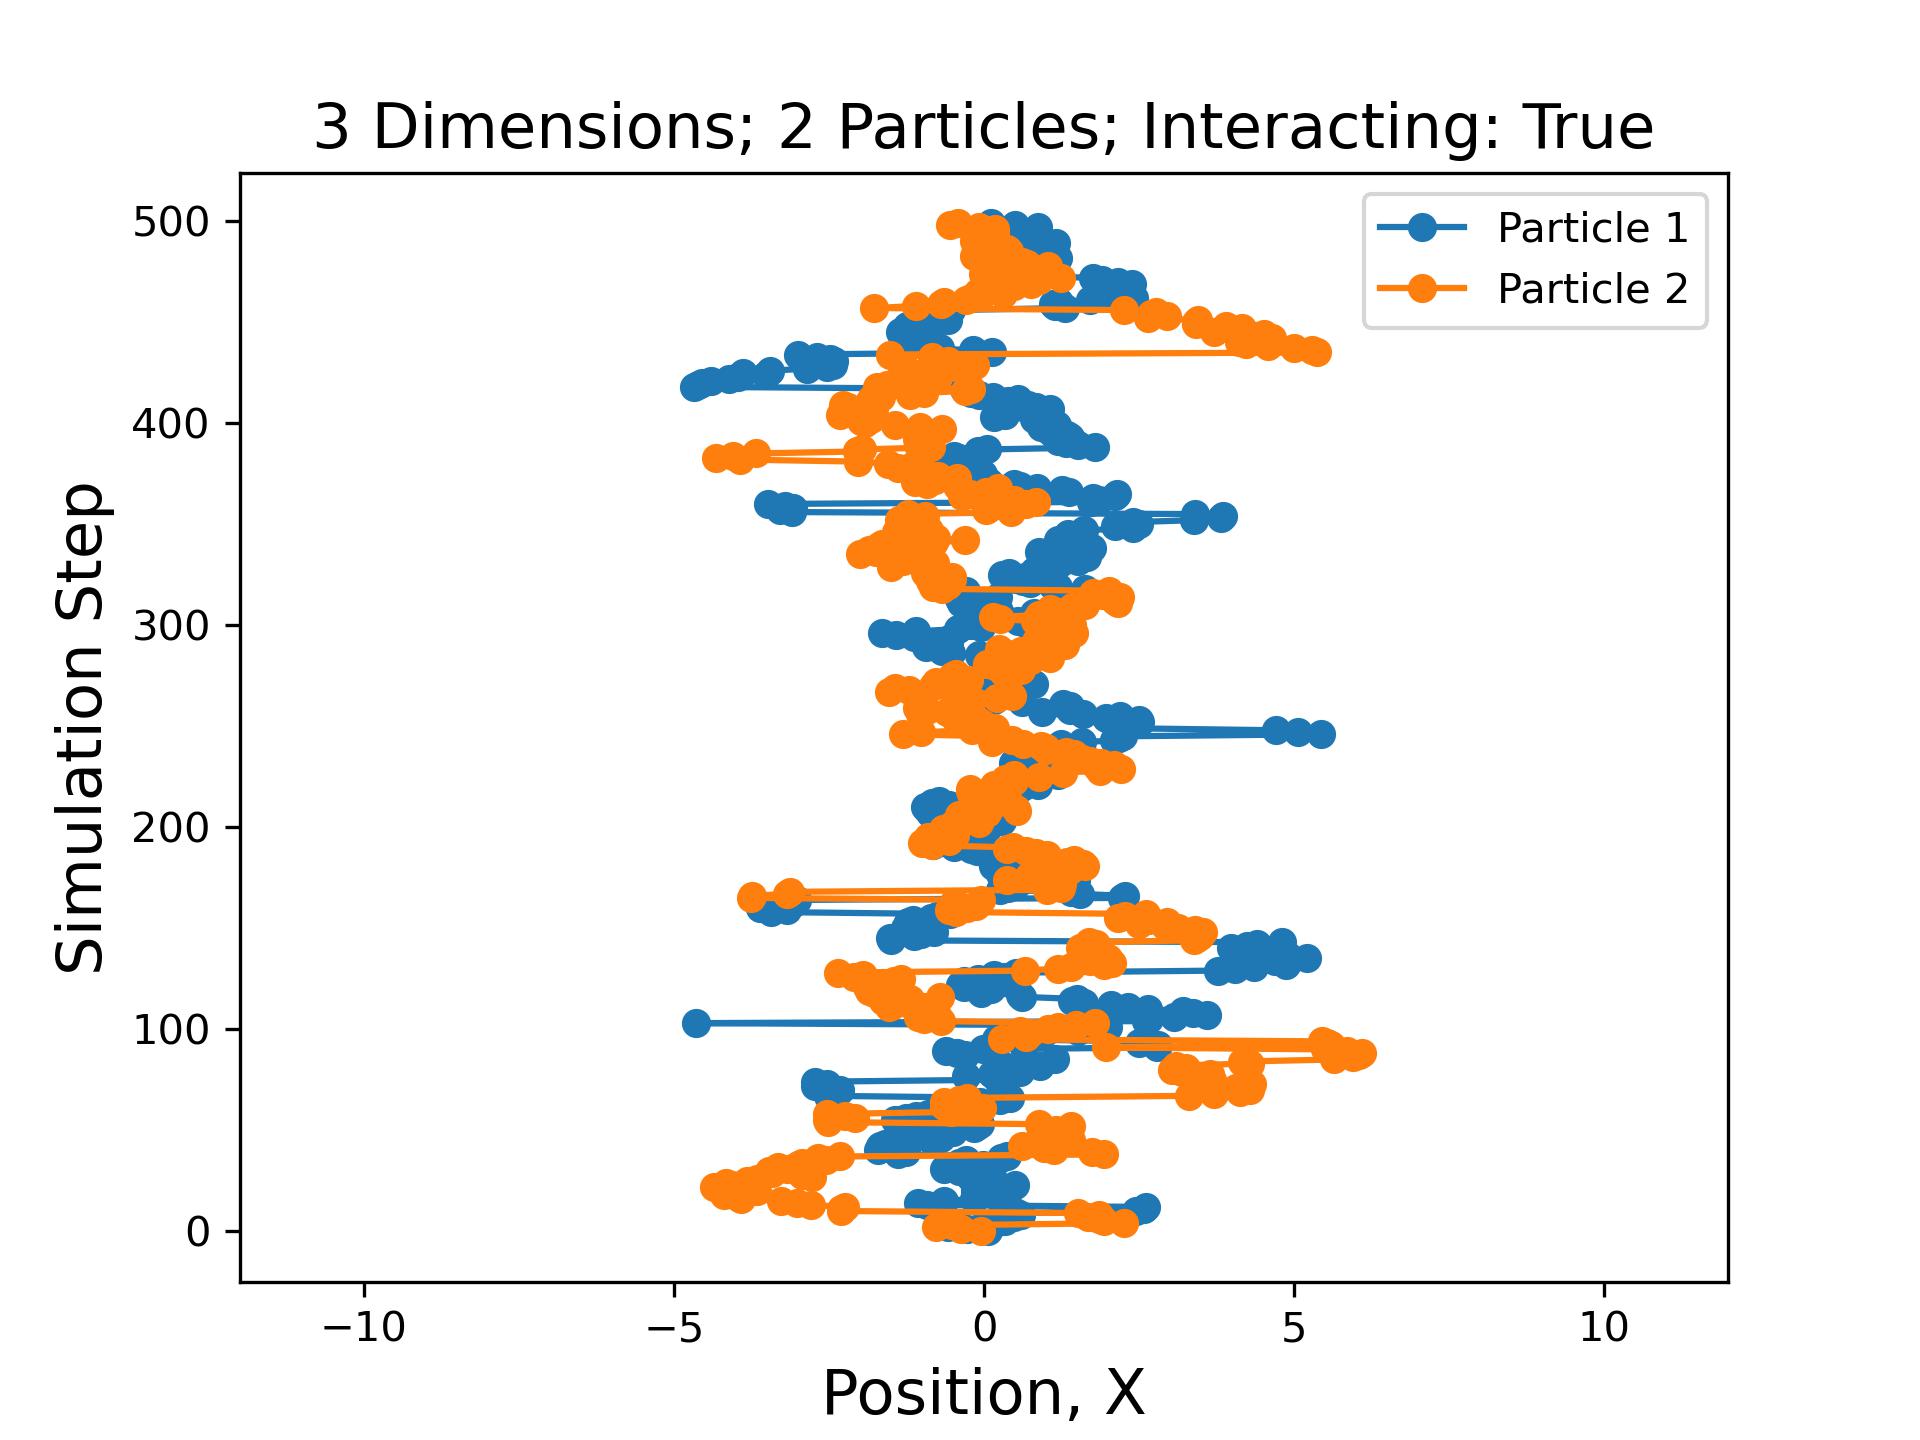 3 Dimensions; 2 Particles; Interacting: True
Particle 1
Particle 2
Simulation Step
500
400
300
200
100
0
−10
−5
0
5
10
Position, X